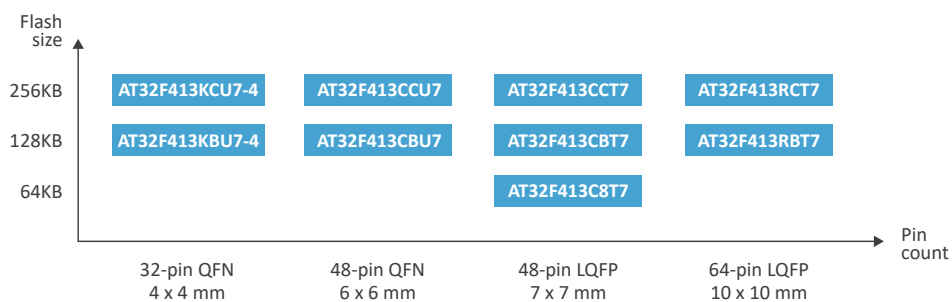 Flash
size
256KB AT32F413KCU7-4 AT32F413CCU7 AT32F413CCT7 AT32F413RCT7
128KB AT32F413KBU7-4 AT32F413CBU7 AT32F413CBT7 AT32F413RBT7
64KB AT32F413C8T7
Pin
count
32-pin QFN 48-pin QFN 48-pin LQFP 64-pin LQFP
4 x 4 mm 6 x 6 mm 7 x 7 mm 10 x 10 mm